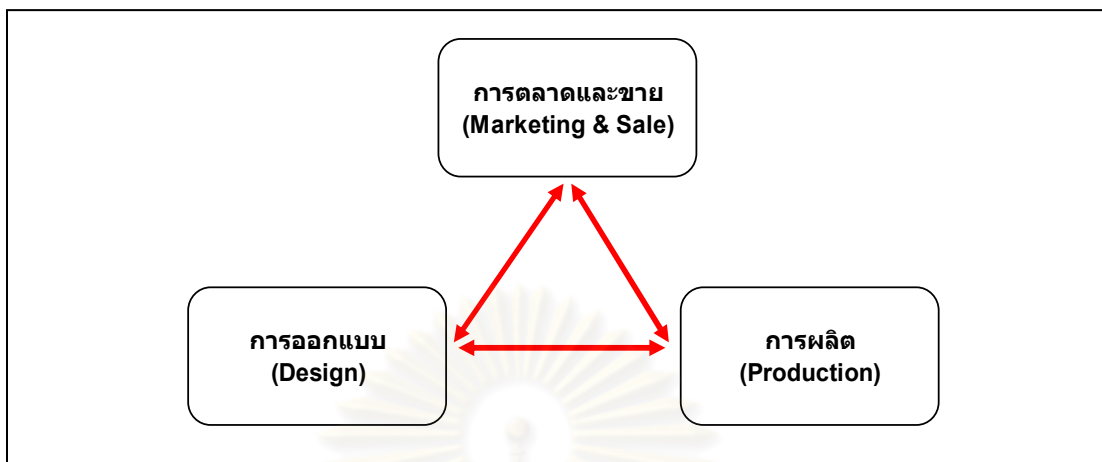 การตลาดและขาย
(Marketing & Sale)
การออกแบบ
(Design)
การผลิต
(Production)